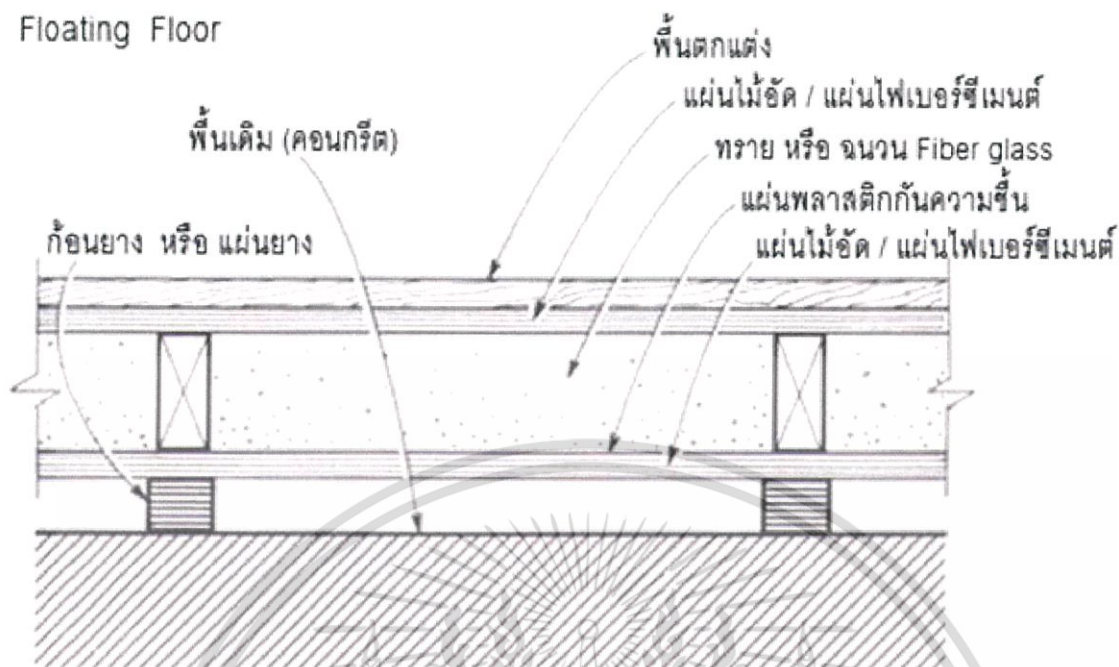 Floating Floor
พื้นตกแต่ง
แผ่นไม้อัด / แผ่นไฟเบอร์ซีเมนต์
พื้นเดิม (คอนกรีต)
ทราย หรือ ฉนวน Fiber glass
แผ่นพลาสติกกันความชื้น
ก้อนยาง หรือ แผ่นยาง
แผ่นไม้อัด / แผ่นไฟเบอร์ซีเมนต์